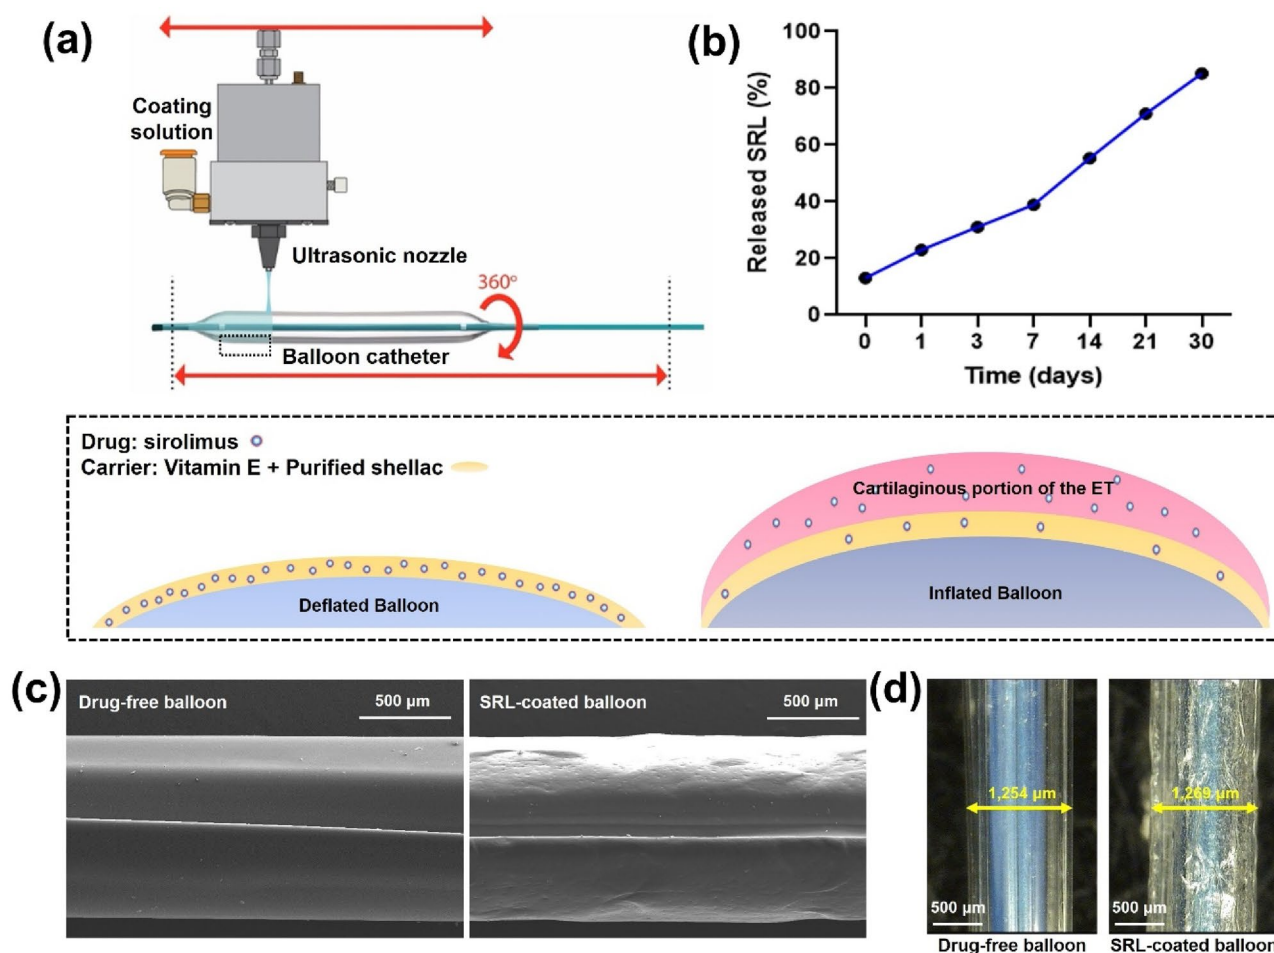 (a)
Coating
solution
Ultrasonic nozzle
360°
Balloon catheter
(b)
Released SRL (%)
100
80
60
40
20
0
0 1 3 7 14 21 30
Time (days)
Drug: sirolimus
Carrier: Vitamin E + Purified shellac
Deflated Balloon
Cartilaginous portion of the ET
Inflated Balloon
(c)
Drug-free balloon
500 µm
SRL-coated balloon
500 µm
(d)
1,254 µm
500 µm
Drug-free balloon
1,269 µm
500 µm
SRL-coated balloon